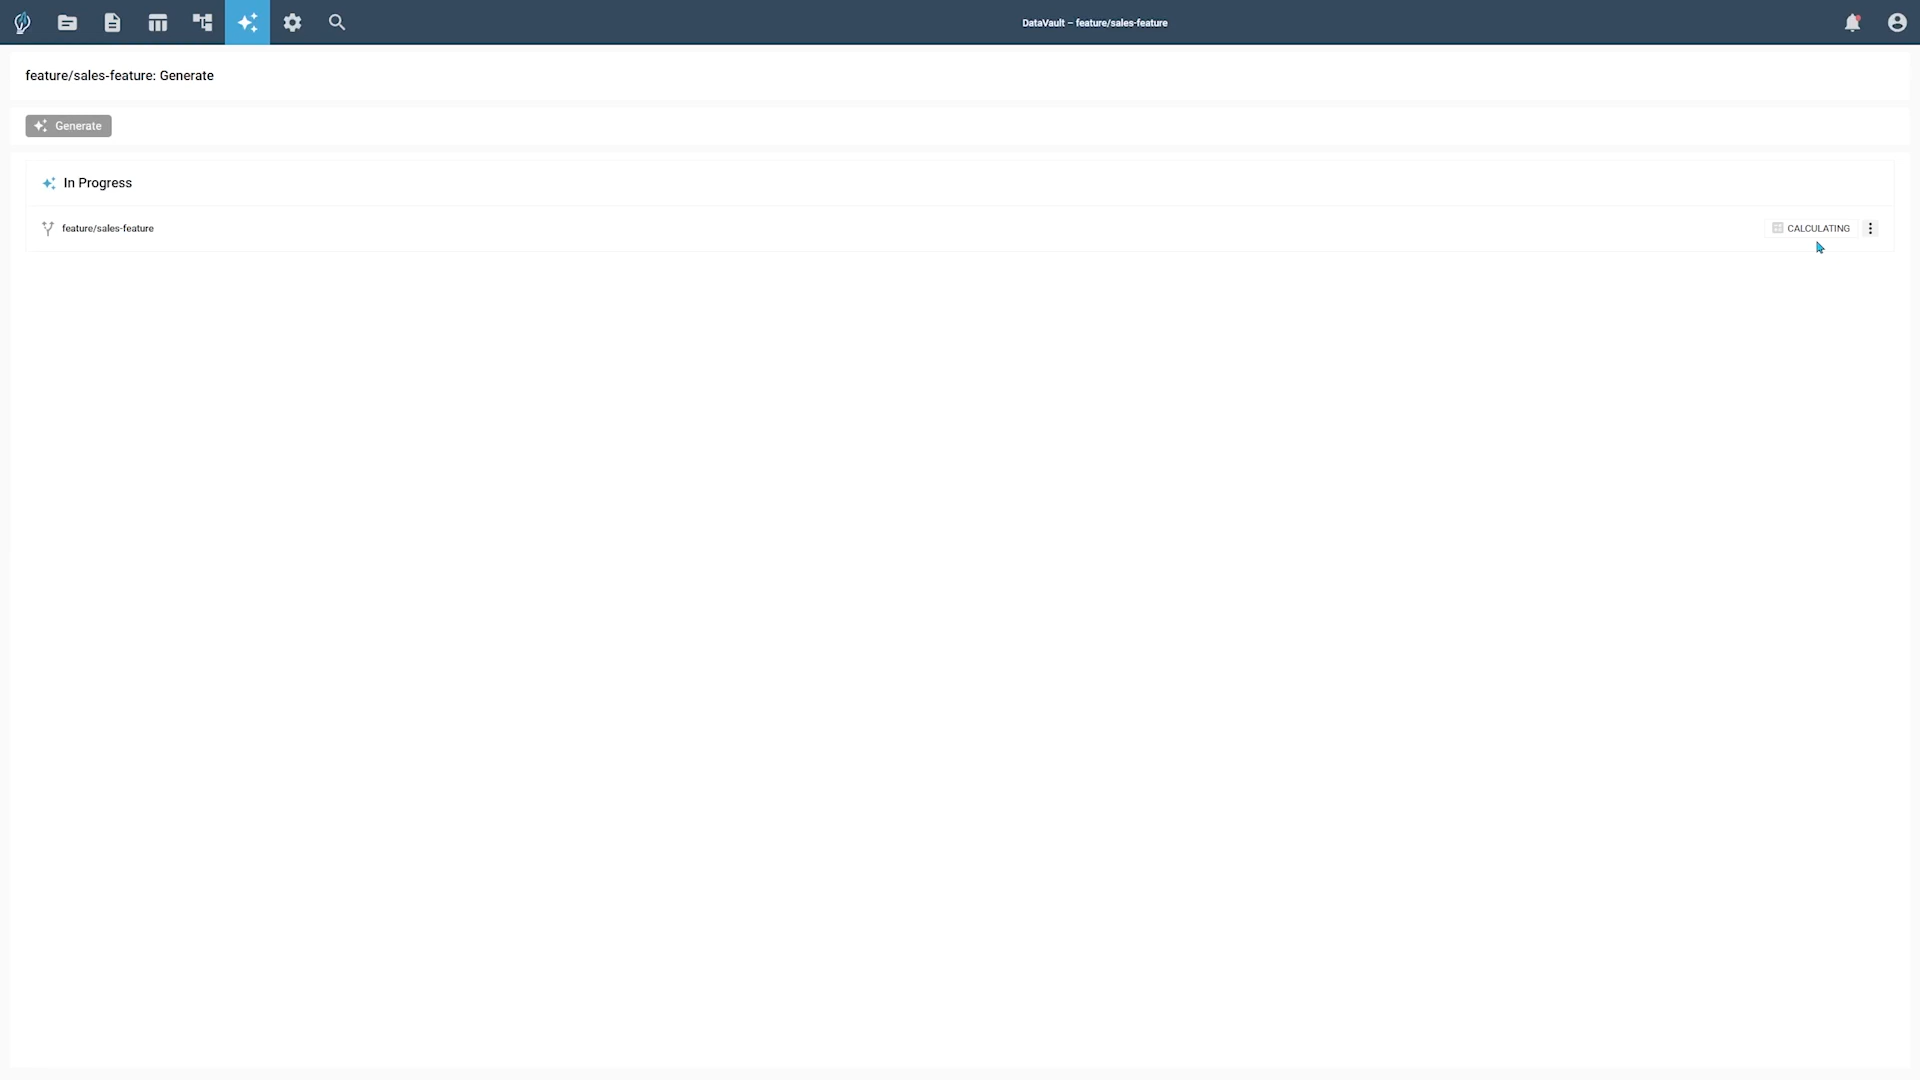 DataVault – feature/sales-feature
feature/sales-feature: Generate
Generate
In Progress
feature/sales-feature
CALCULATING